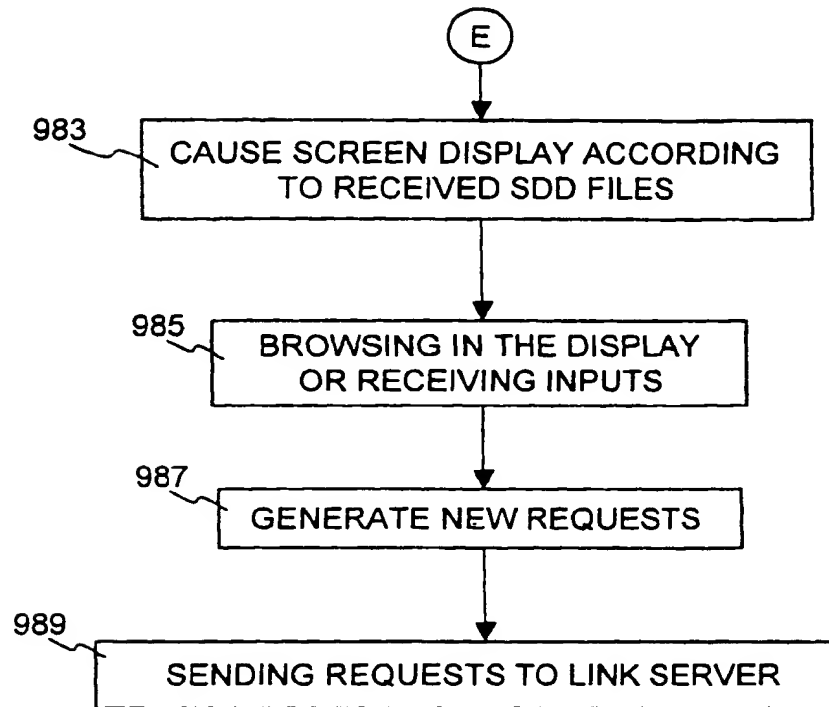 E
983
CAUSE SCREEN DISPLAY ACCORDING
TO RECEIVED SDD FILES
985
BROWSING IN THE DISPLAY
OR RECEIVING INPUTS
987
GENERATE NEW REQUESTS
989
SENDING REQUESTS TO LINK SERVER